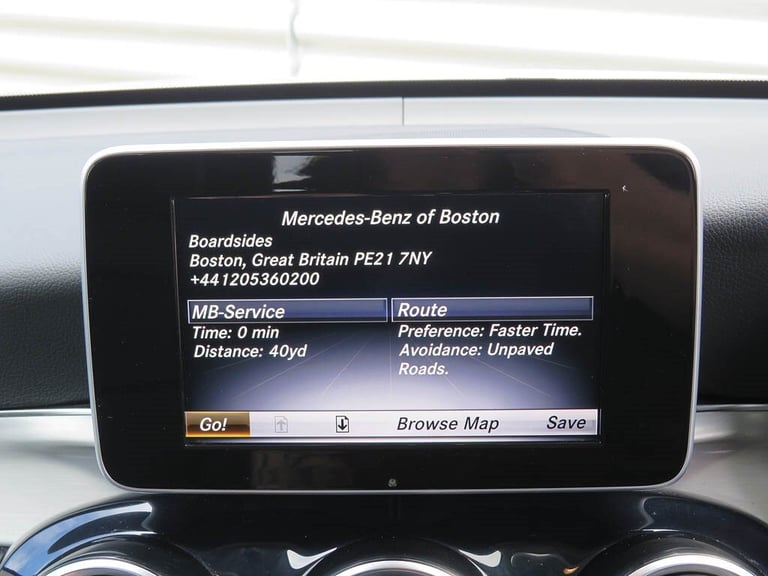 Mercedes-Benz of Boston
Boardsides
Boston, Great Britain PE21 7NY
+441205360200
MB-Service Route
Time: 0 min Preference: Faster Time.
Distance: 40yd Avoidance: Unpaved
Roads.
Go! Browse Map Save